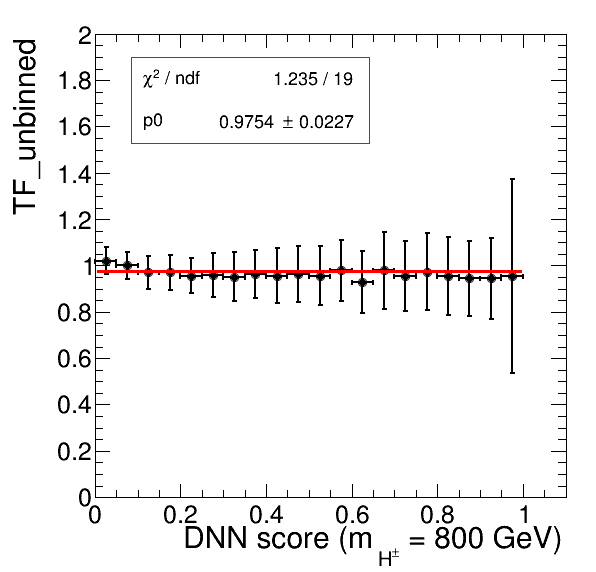 TF_unbinned
2
1.8
1.6
1.4
1.2
1
0.8
0.6
0.4
0.2
0
χ² / ndf 1.235 / 19
p0 0.9754 ± 0.0227
0 0.2 0.4 0.6 0.8 1
DNN score (m_H± = 800 GeV)